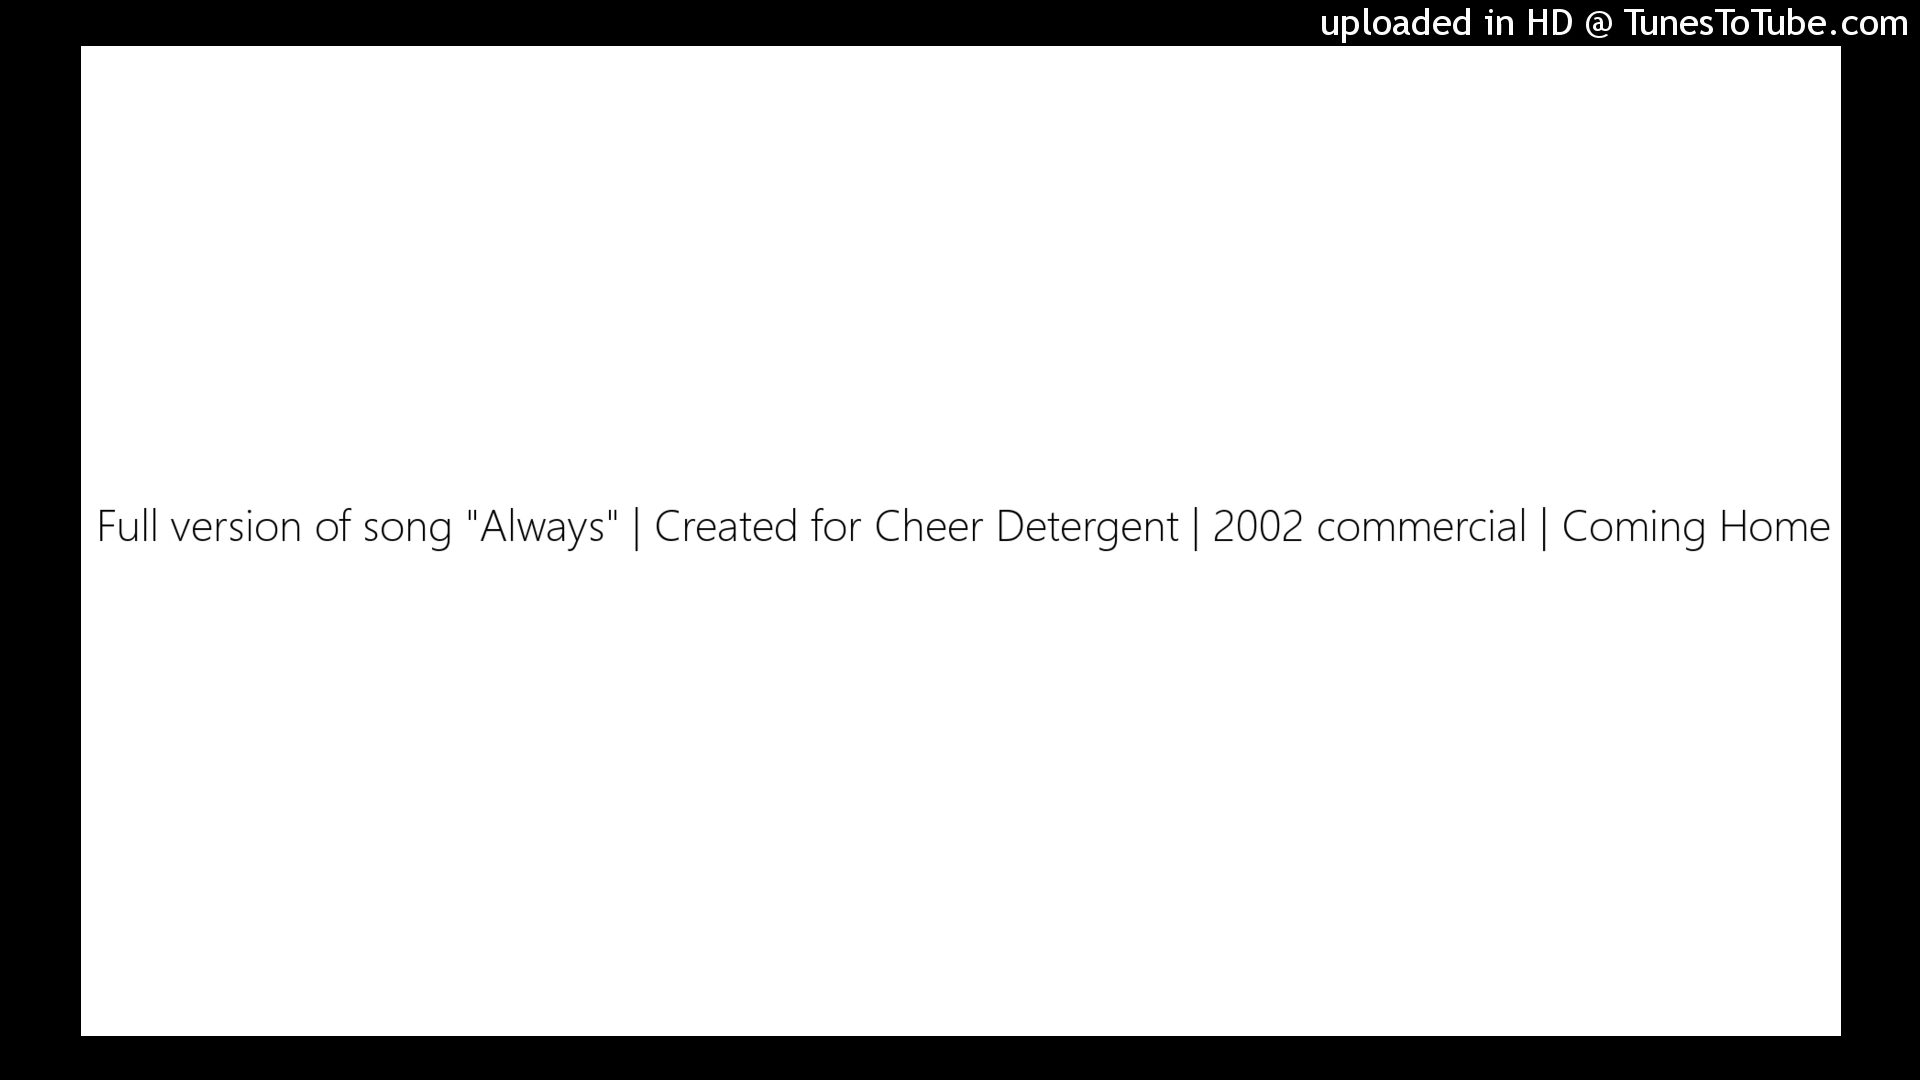 uploaded in HD @ TunesToTube.com
Full version of song "Always" | Created for Cheer Detergent | 2002 commercial | Coming Home